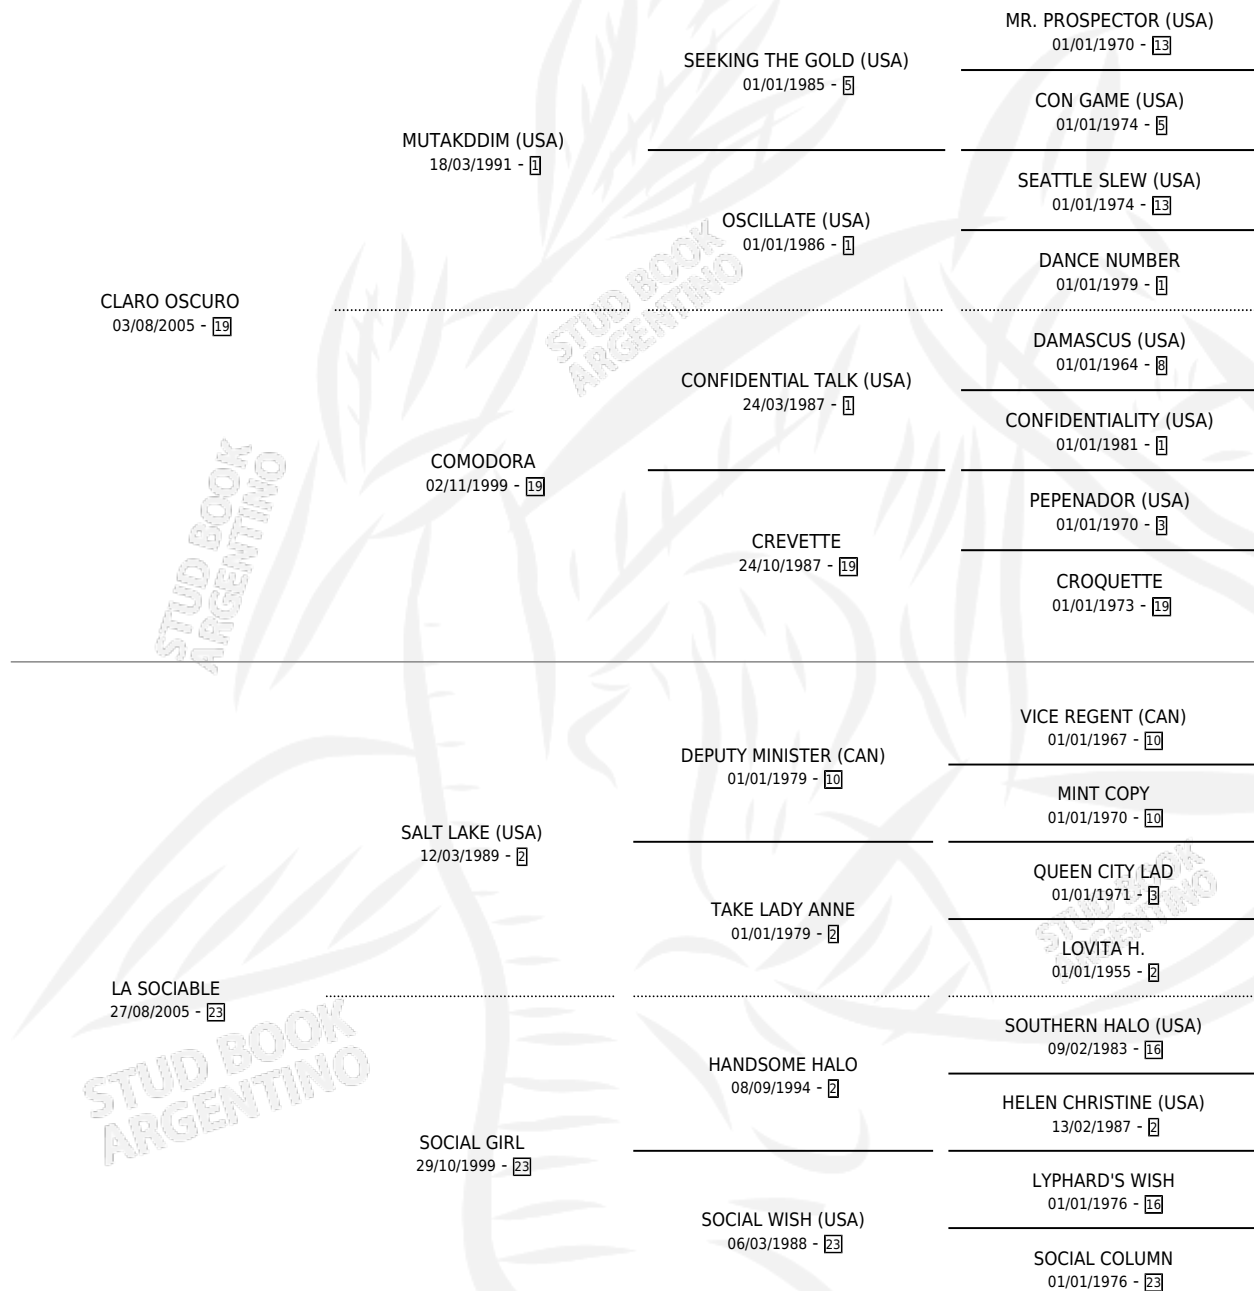 MR. PROSPECTOR (USA)
01/01/1970 - 13
SEEKING THE GOLD (USA)
01/01/1985 - 5
CON GAME (USA)
01/01/1974 - 5
MUTAKDDIM (USA)
18/03/1991 - 1
SEATTLE SLEW (USA)
01/01/1974 - 13
OSCILLATE (USA)
01/01/1986 - 1
DANCE NUMBER
01/01/1979 - 1
CLARO OSCURO
03/08/2005 - 19
STUD BOOK
ARGENTINO
DAMASCUS (USA)
01/01/1964 - 8
CONFIDENTIAL TALK (USA)
24/03/1987 - 1
CONFIDENTIALITY (USA)
01/01/1981 - 1
COMODORA
02/11/1999 - 19
PEPENADOR (USA)
01/01/1970 - 3
CREVETTE
24/10/1987 - 19
CROQUETTE
01/01/1973 - 19
STUD BOOK
ARGENTINO
VICE REGENT (CAN)
01/01/1967 - 10
DEPUTY MINISTER (CAN)
01/01/1979 - 10
MINT COPY
01/01/1970 - 10
SALT LAKE (USA)
12/03/1989 - 2
QUEEN CITY LAD
01/01/1971 - 3
TAKE LADY ANNE
01/01/1979 - 2
LOVITA H.
01/01/1955 - 2
STUD BOOK
ARGENTINO
LA SOCIABLE
27/08/2005 - 23
SOUTHERN HALO (USA)
09/02/1983 - 16
HANDSOME HALO
08/09/1994 - 2
HELEN CHRISTINE (USA)
13/02/1987 - 2
STUD BOOK
ARGENTINO
SOCIAL GIRL
29/10/1999 - 23
LYPHARD'S WISH
01/01/1976 - 16
SOCIAL WISH (USA)
06/03/1988 - 23
SOCIAL COLUMN
01/01/1976 - 23